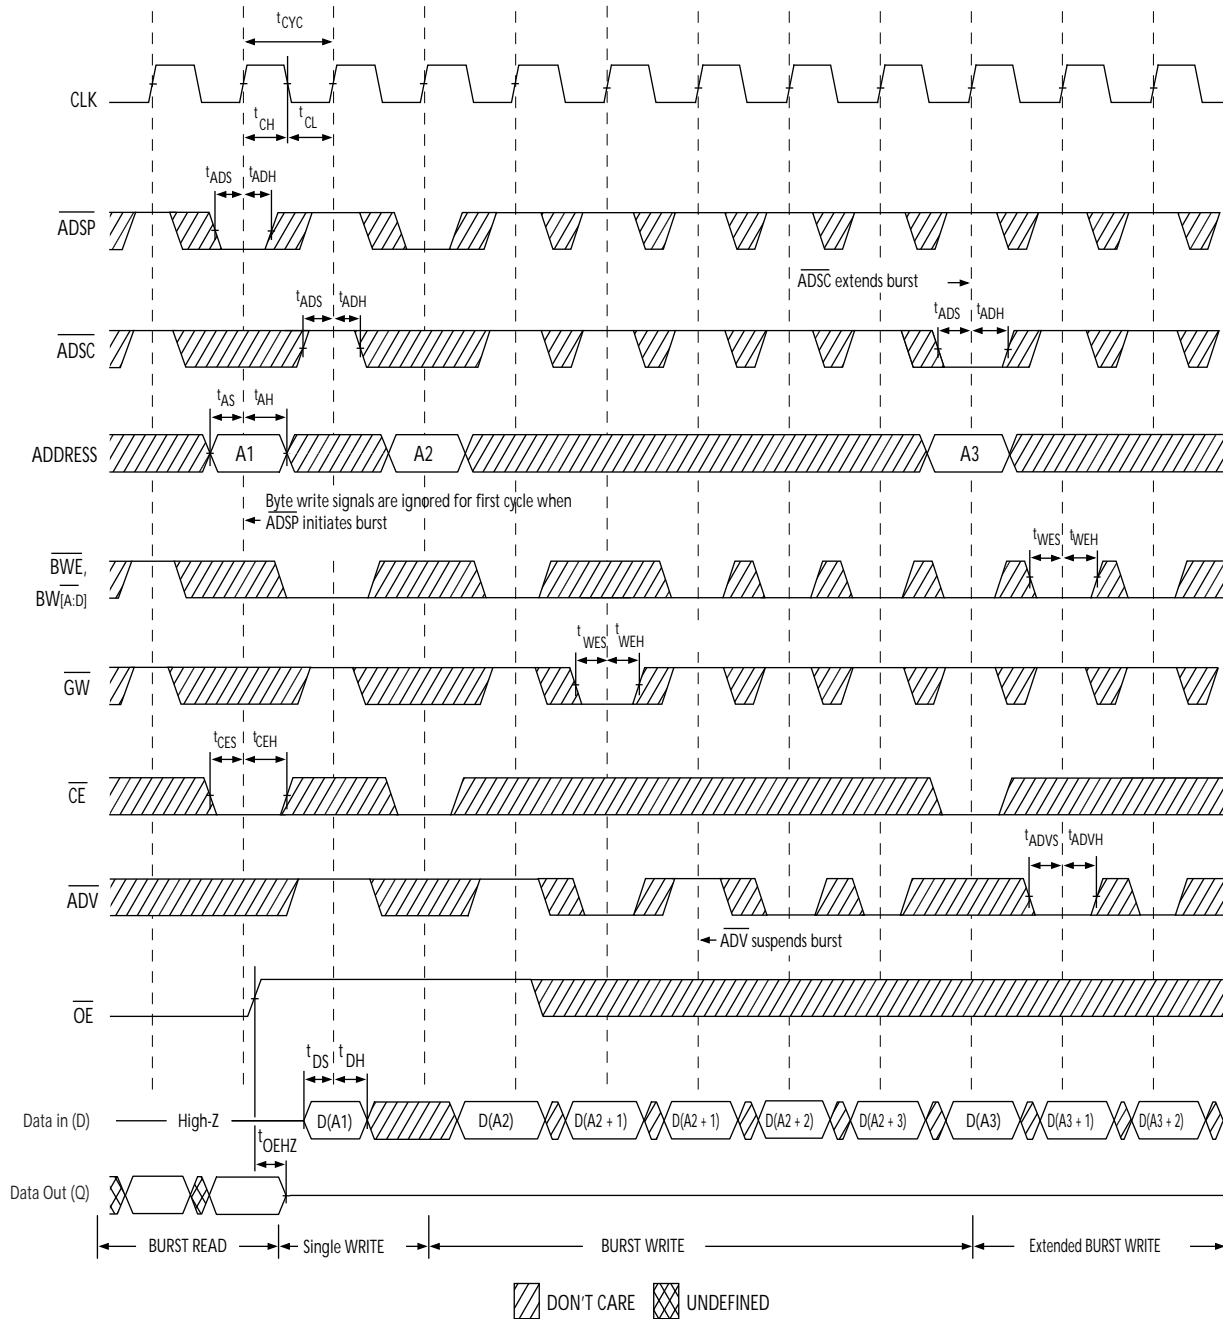 tCYC
CLK
tCH
tCL
tADS
tADH
ADSP
ADSC extends burst
tADS
tADH
tADS
tADH
ADSC
tAS
tAH
ADDRESS
A1
A2
A3
Byte write signals are ignored for first cycle when
ADSP initiates burst
tWES
tWEH
BWE,
BW[A:D]
tWES
tWEH
GW
tCES
tCEH
CE
tADVS
tADVH
ADV
ADV suspends burst
OE
tDS
tDH
Data in (D)
High-Z
D(A1)
D(A2)
D(A2 + 1)
D(A2 + 1)
D(A2 + 2)
D(A2 + 3)
D(A3)
D(A3 + 1)
D(A3 + 2)
tOEHZ
Data Out (Q)
BURST READ
Single WRITE
BURST WRITE
Extended BURST WRITE
DON'T CARE
UNDEFINED